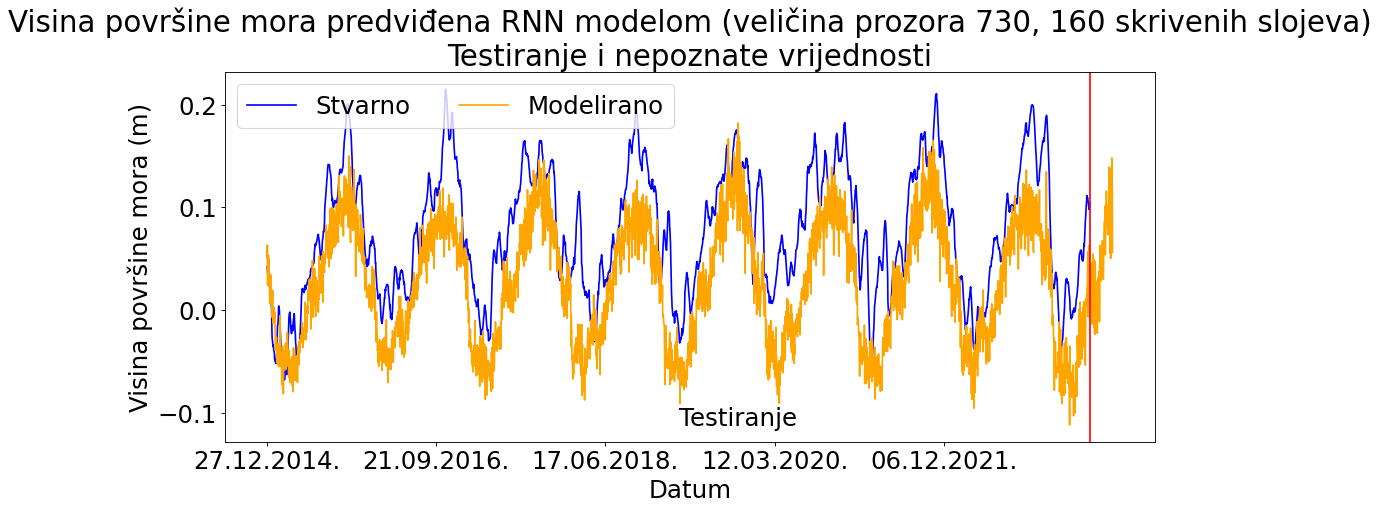 Visina površine mora predviđena RNN modelom (veličina prozora 730, 160 skrivenih slojeva)
Testiranje i nepoznate vrijednosti
Stvarno Modelirano
Visina površine mora (m)
0.2
0.1
0.0
−0.1
Testiranje
27.12.2014. 21.09.2016. 17.06.2018. 12.03.2020. 06.12.2021.
Datum